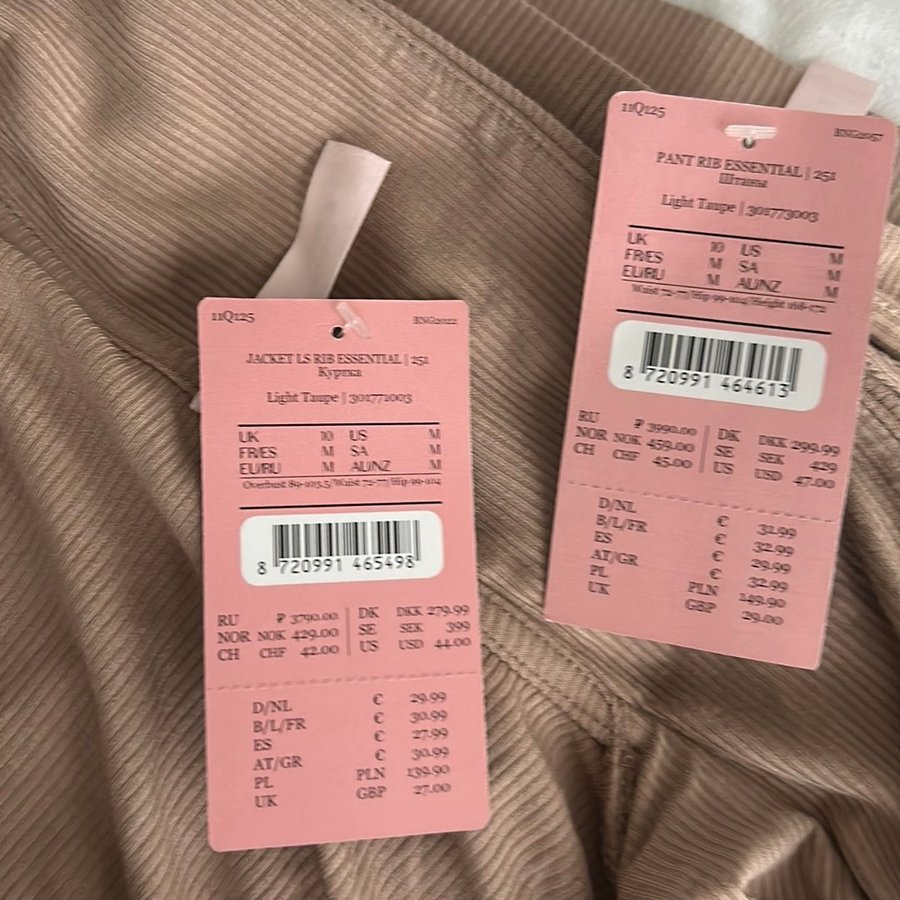 11Q125
BNG2022
JACKET LS RIB ESSENTIAL | 251
Куртка
Light Taupe | 301771003
UK 10 US M
FR/ES M SA M
EU/RU M AU/NZ M
Overbust 89-103.5/Waist 72-77/Hip 99-104
8 720991 465498
RU ₽ 3790.00 DK DKK 279.99
NOR NOK 429.00 SE SEK 399
CH CHF 42.00 US USD 44.00
D/NL € 29.99
B/L/FR € 30.99
ES € 27.99
AT/GR € 30.99
PL PLN 139.90
UK GBP 27.00
11Q125
BNG2057
PANT RIB ESSENTIAL | 251
Штаны
Light Taupe | 301773003
UK 10 US M
FR/ES M SA M
EU/RU M AU/NZ M
Waist 72-77/Hip 99-104/Height 168-172
8 720991 464613
RU ₽ 3990.00 DK DKK 299.99
NOR NOK 459.00 SE SEK 429
CH CHF 45.00 US USD 47.00
D/NL € 31.99
B/L/FR € 32.99
ES € 29.99
AT/GR € 32.99
PL PLN 149.90
UK GBP 29.00